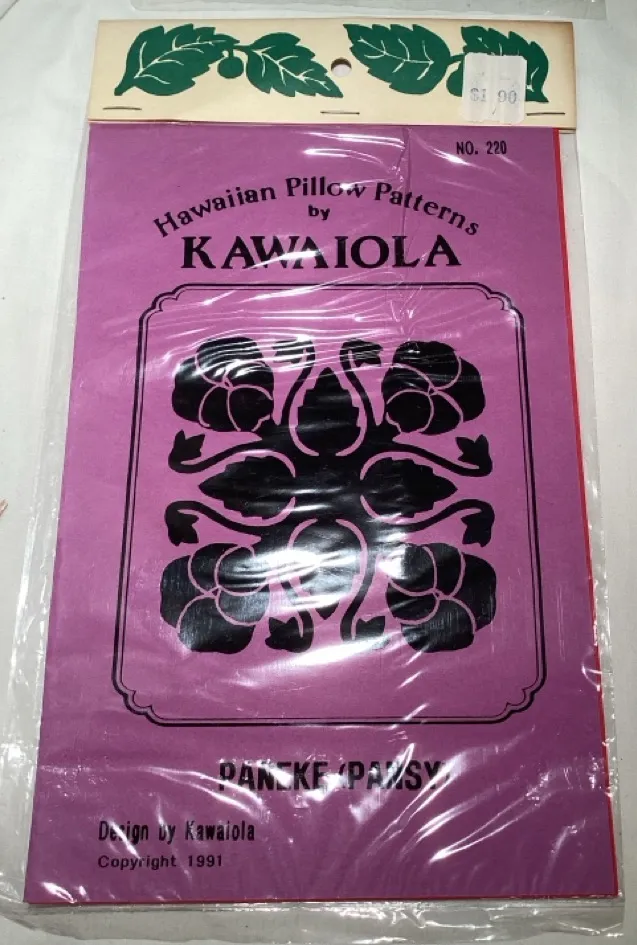 NO. 220
Hawaiian Pillow Patterns
by
KAWAIOLA
PANEKE (PANSY)
Design by Kawaiola
Copyright 1991